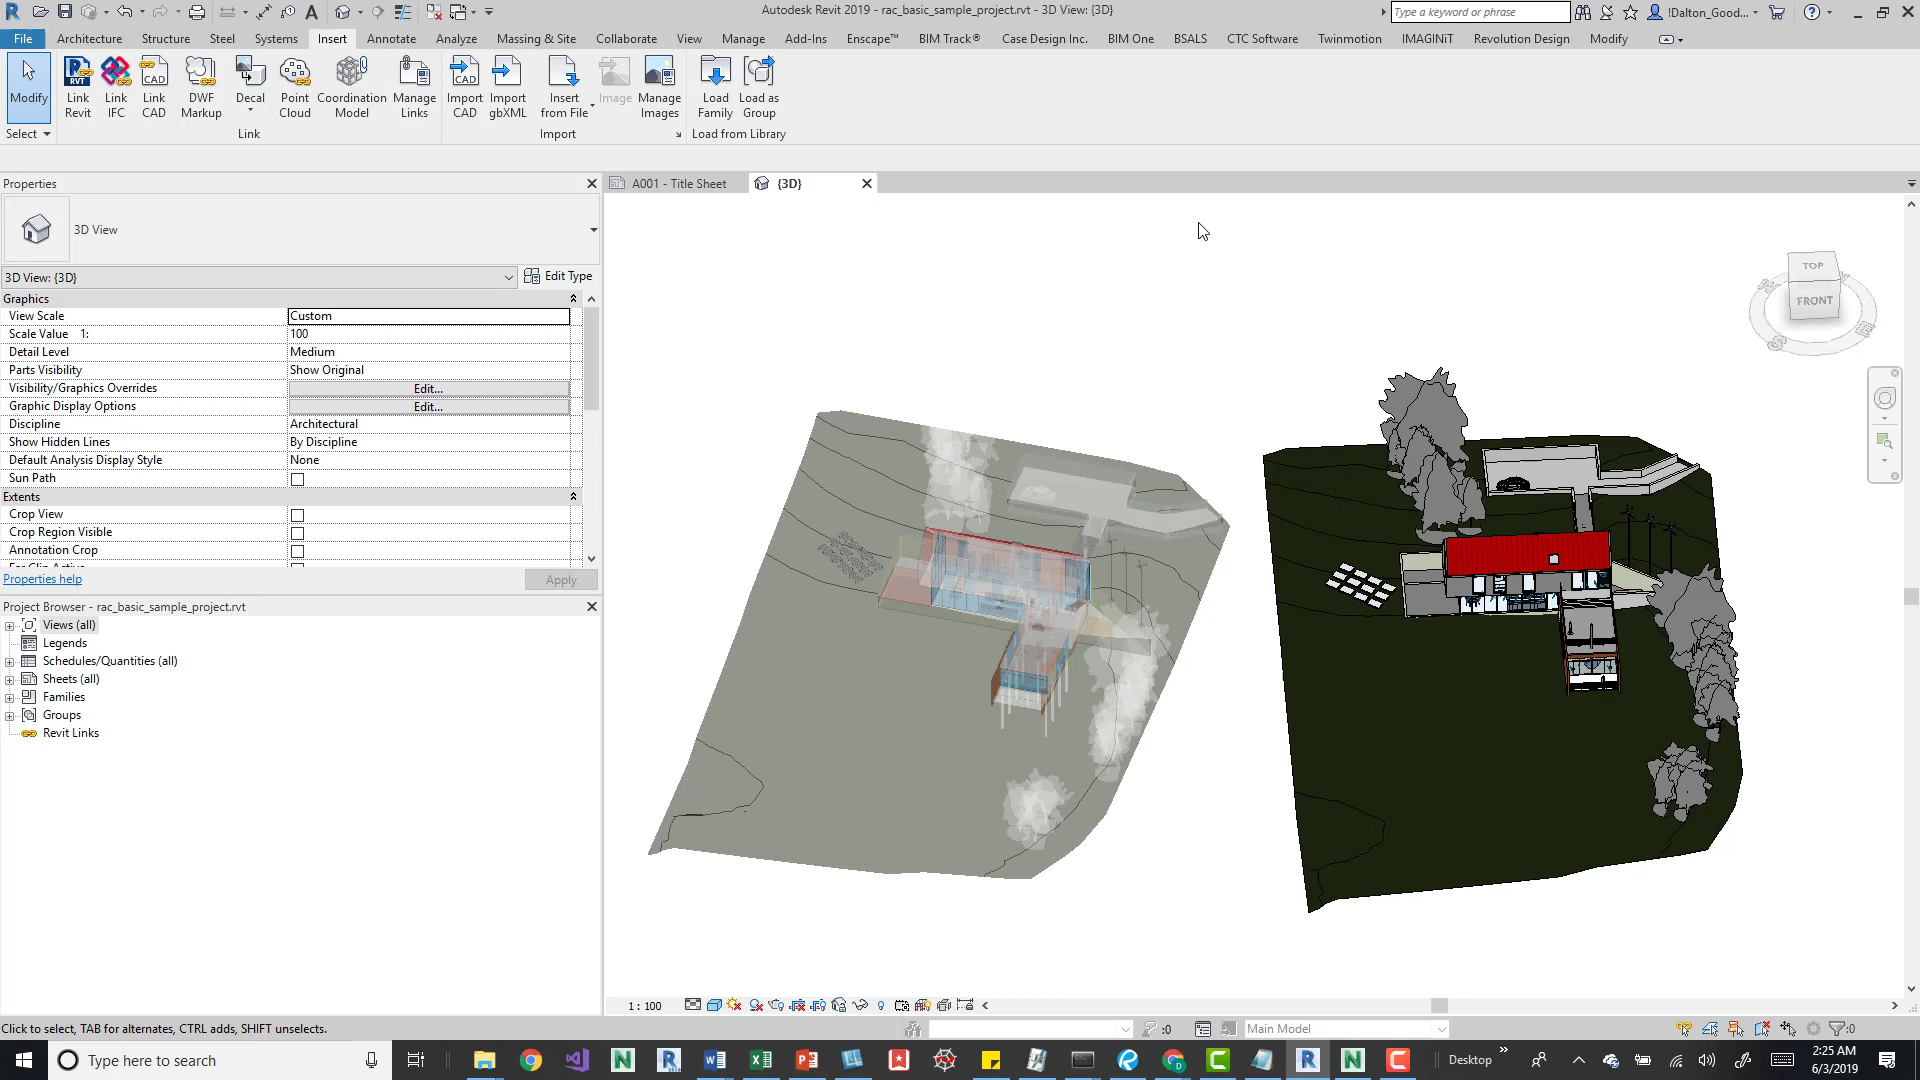 Autodesk Revit 2019 - rac_basic_sample_project.rvt - 3D View: {3D}
Type a keyword or phrase
!Dalton_Good...
File Architecture Structure Steel Systems Insert Annotate Analyze Massing & Site Collaborate View Manage Add-Ins Enscape™ BIM Track® Case Design Inc. BIM One BSALS CTC Software Twinmotion IMAGINiT Revolution Design Modify
Modify
Link Revit
Link IFC
Link CAD
DWF Markup
Decal
Point Cloud
Coordination Model
Manage Links
Import CAD
Import gbXML
Insert from File
Image
Manage Images
Load Family
Load as Group
Select
Link
Import
Load from Library
Properties
A001 - Title Sheet
{3D}
3D View
3D View: {3D}
Edit Type
Graphics
View Scale Custom
Scale Value 1: 100
Detail Level Medium
Parts Visibility Show Original
Visibility/Graphics Overrides Edit...
Graphic Display Options Edit...
Discipline Architectural
Show Hidden Lines By Discipline
Default Analysis Display Style None
Sun Path
Extents
Crop View
Crop Region Visible
Annotation Crop
Properties help
Apply
Project Browser - rac_basic_sample_project.rvt
Views (all)
Legends
Schedules/Quantities (all)
Sheets (all)
Families
Groups
Revit Links
TOP
FRONT
S
E
1 : 100
Click to select, TAB for alternates, CTRL adds, SHIFT unselects.
:0
Main Model
:0
Type here to search
Desktop
2:25 AM
6/3/2019